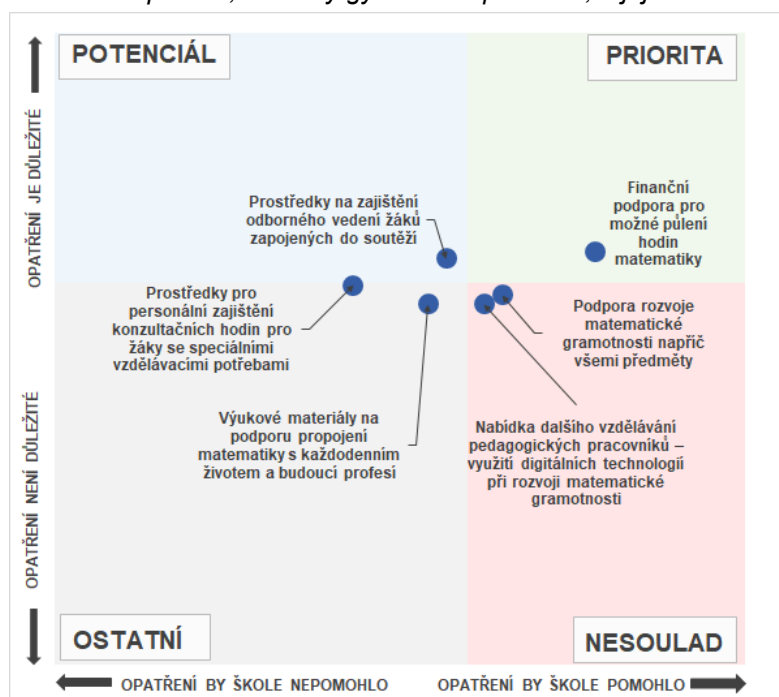 POTENCIÁL
PRIORITA
OPATŘENÍ JE DŮLEŽITÉ
Prostředky na zajištění
odborného vedení žáků
zapojených do soutěží
Finanční
podpora pro
možné půlení
hodin
matematiky
Prostředky pro
personální zajištění
konzultačních hodin pro
žáky se speciálními
vzdělávacími potřebami
Podpora rozvoje
matematické
gramotnosti napříč
všemi předměty
Výukové materiály na
podporu propojení
matematiky s každodenním
životem a budoucí profesí
Nabídka dalšího vzdělávání
pedagogických pracovníků –
využití digitálních technologií
při rozvoji matematické
gramotnosti
OPATŘENÍ NENÍ DŮLEŽITÉ
OSTATNÍ
NESOULAD
OPATŘENÍ BY ŠKOLE NEPOMOHLO
OPATŘENÍ BY ŠKOLE POMOHLO